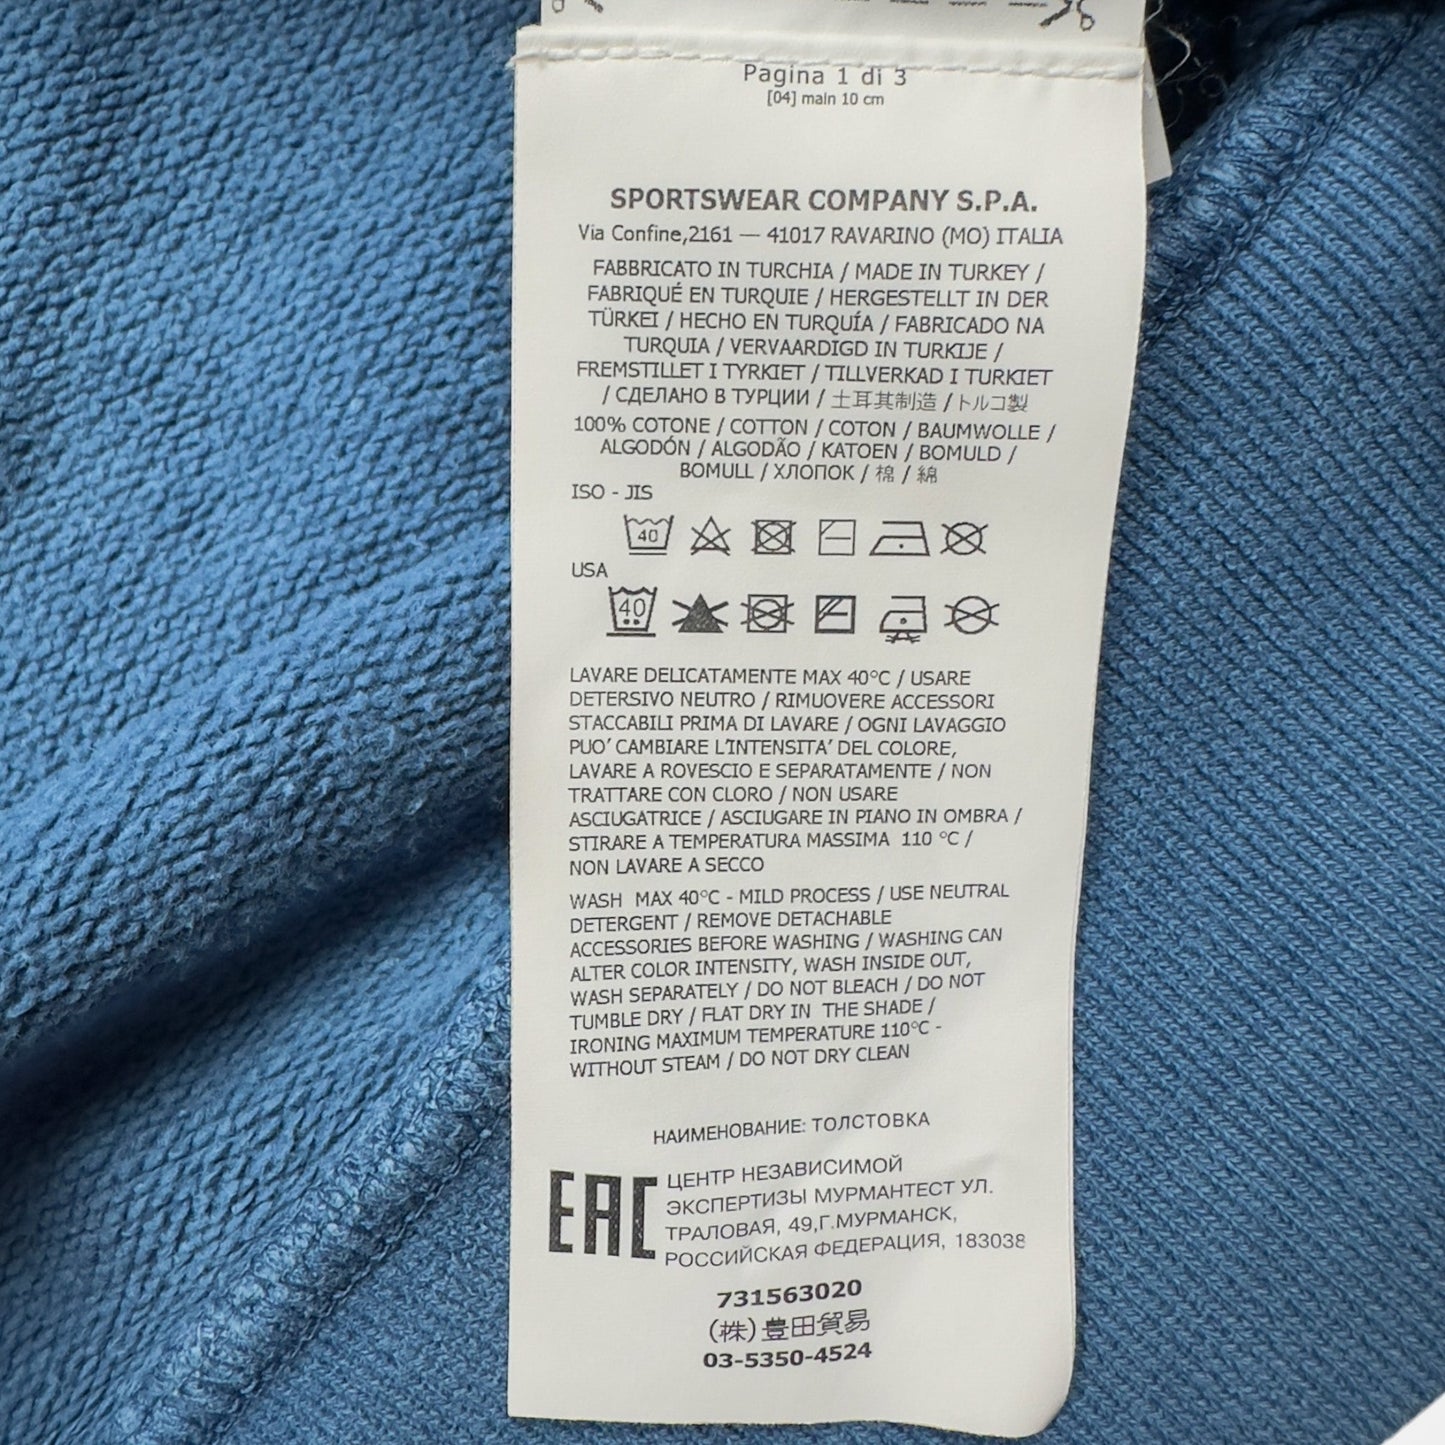 Pagina 1 di 3
[04] main 10 cm
SPORTSWEAR COMPANY S.P.A.
Via Confine,2161 — 41017 RAVARINO (MO) ITALIA
FABBRICATO IN TURCHIA / MADE IN TURKEY /
FABRIQUÉ EN TURQUIE / HERGESTELLT IN DER
TÜRKEI / HECHO EN TURQUÍA / FABRICADO NA
TURQUIA / VERVAARDIGD IN TURKIJE /
FREMSTILLET I TYRKIET / TILLVERKAD I TURKIET
/ СДЕЛАНО В ТУРЦИИ / 土耳其制造 / トルコ製
100% COTONE / COTTON / COTON / BAUMWOLLE /
ALGODÓN / ALGODÃO / KATOEN / BOMULD /
BOMULL / ХЛОПОК / 棉 / 綿
ISO - JIS
40
USA
40
LAVARE DELICATAMENTE MAX 40°C / USARE
DETERSIVO NEUTRO / RIMUOVERE ACCESSORI
STACCABILI PRIMA DI LAVARE / OGNI LAVAGGIO
PUO' CAMBIARE L'INTENSITA' DEL COLORE,
LAVARE A ROVESCIO E SEPARATAMENTE / NON
TRATTARE CON CLORO / NON USARE
ASCIUGATRICE / ASCIUGARE IN PIANO IN OMBRA /
STIRARE A TEMPERATURA MASSIMA 110 °C /
NON LAVARE A SECCO
WASH MAX 40°C - MILD PROCESS / USE NEUTRAL
DETERGENT / REMOVE DETACHABLE
ACCESSORIES BEFORE WASHING / WASHING CAN
ALTER COLOR INTENSITY, WASH INSIDE OUT,
WASH SEPARATELY / DO NOT BLEACH / DO NOT
TUMBLE DRY / FLAT DRY IN THE SHADE /
IRONING MAXIMUM TEMPERATURE 110°C -
WITHOUT STEAM / DO NOT DRY CLEAN
НАИМЕНОВАНИЕ: ТОЛСТОВКА
EAC
ЦЕНТР НЕЗАВИСИМОЙ
ЭКСПЕРТИЗЫ МУРМАНТЕСТ УЛ.
ТРАЛОВАЯ, 49,Г.МУРМАНСК,
РОССИЙСКАЯ ФЕДЕРАЦИЯ, 183038
731563020
(株)豊田貿易
03-5350-4524